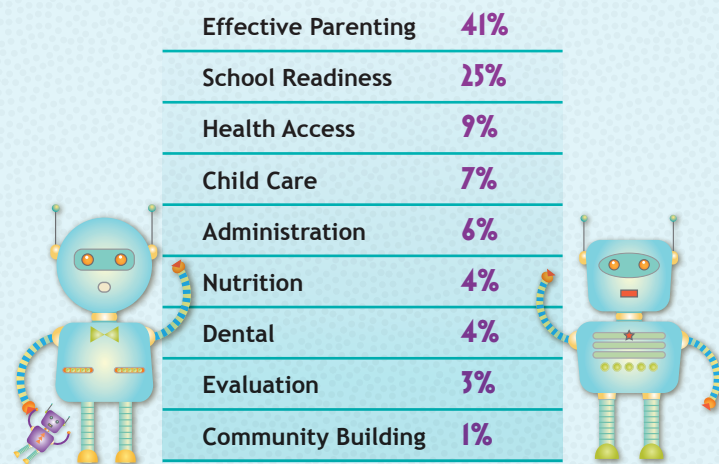 Effective Parenting 41%
School Readiness 25%
Health Access 9%
Child Care 7%
Administration 6%
Nutrition 4%
Dental 4%
Evaluation 3%
Community Building 1%